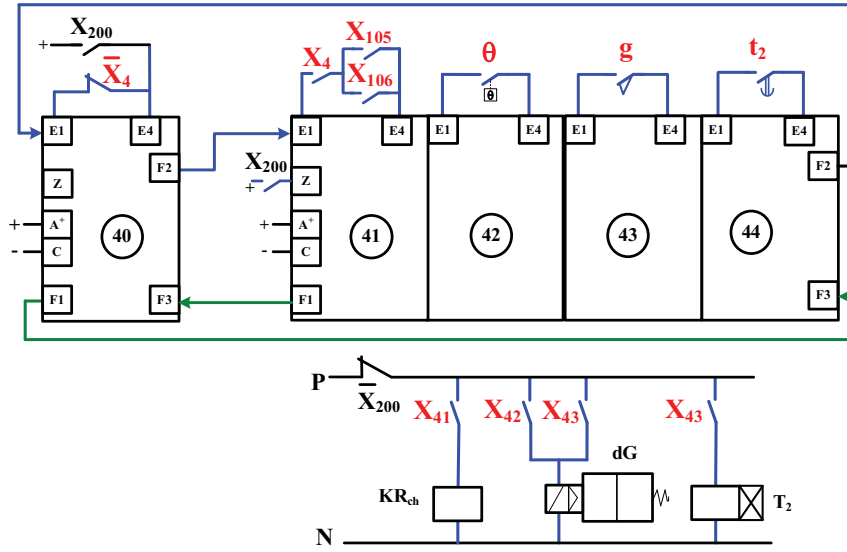 X200
+
X̅4
X105
X4
X106
θ
θ
g
t2
E1 E4 E1 E4 E1 E4 E1 E4 E1 E4
F2 F2
Z X200 + Z
+ A+ + A+
40 41 42 43 44
- C - C
F1 F3 F1 F3
P
X̅200
X41 X42 X43 X43
dG
KRch T2
N